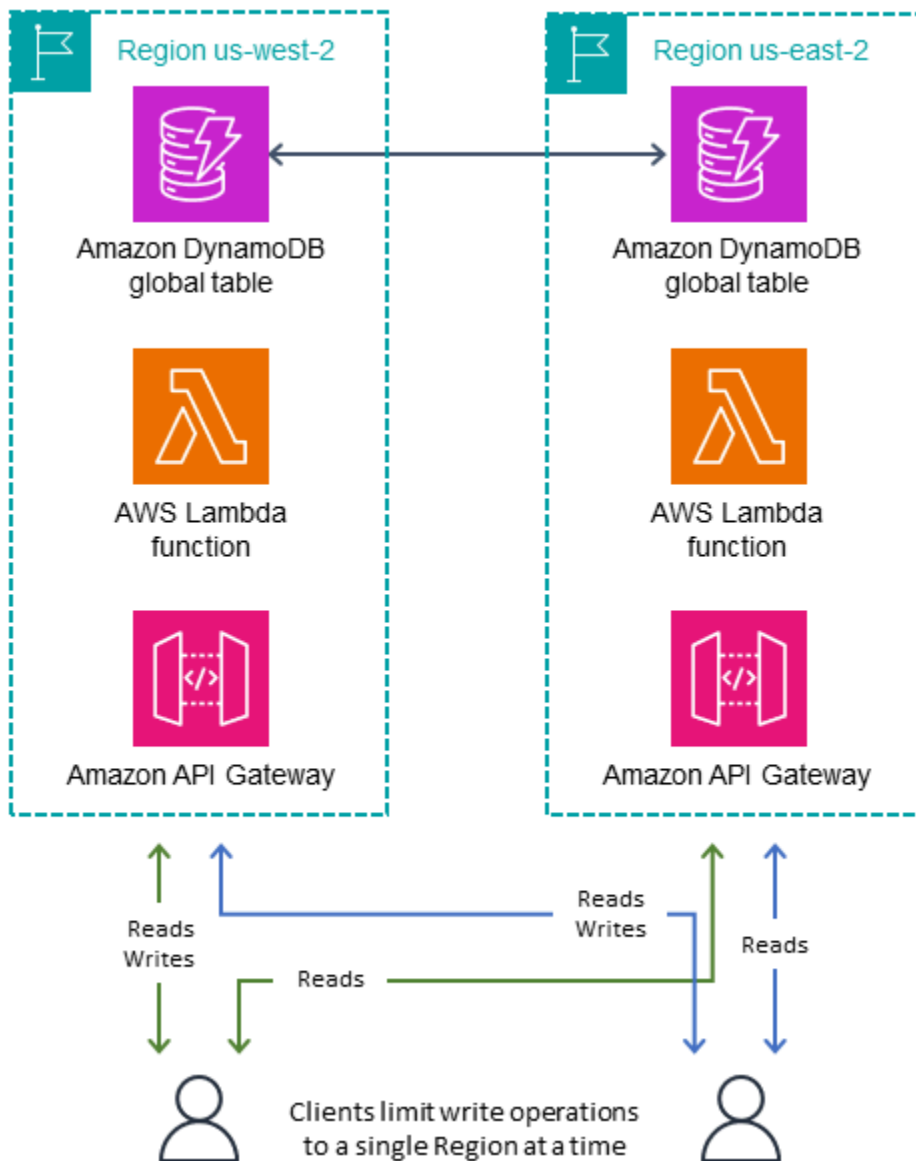 Region us-west-2
Region us-east-2
Amazon DynamoDB
global table
Amazon DynamoDB
global table
AWS Lambda
function
AWS Lambda
function
</>
</>
Amazon API Gateway
Amazon API Gateway
Reads
Writes
Reads
Writes
Reads
Reads
Clients limit write operations
to a single Region at a time